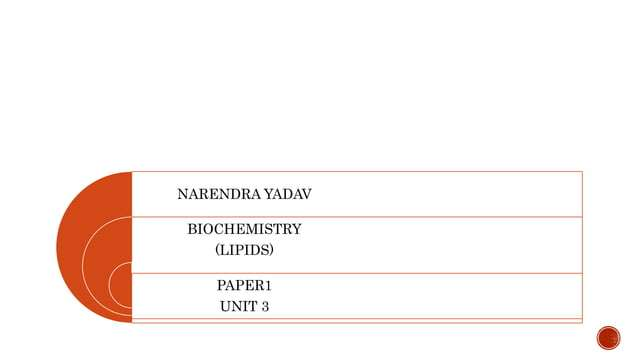 NARENDRA YADAV
BIOCHEMISTRY
(LIPIDS)
PAPER1
UNIT 3